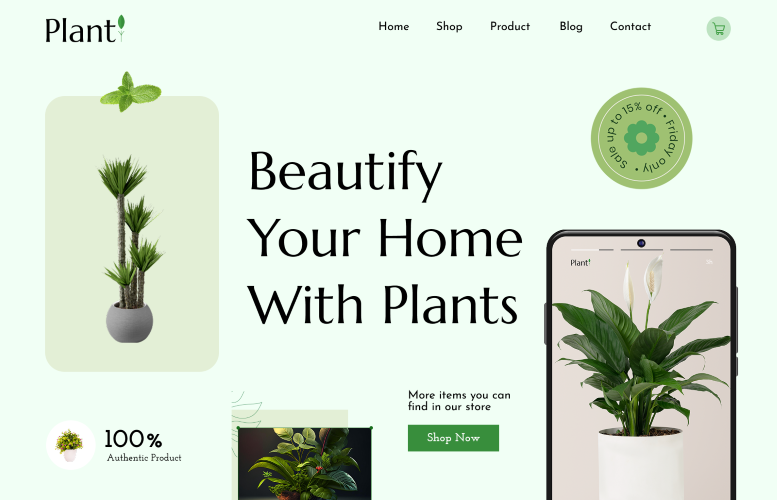 Plant
Home Shop Product Blog Contact
Sale up to 15% off • Friday only •
Beautify
Your Home
With Plants
Plant
More items you can
find in our store
Shop Now
100%
Authentic Product